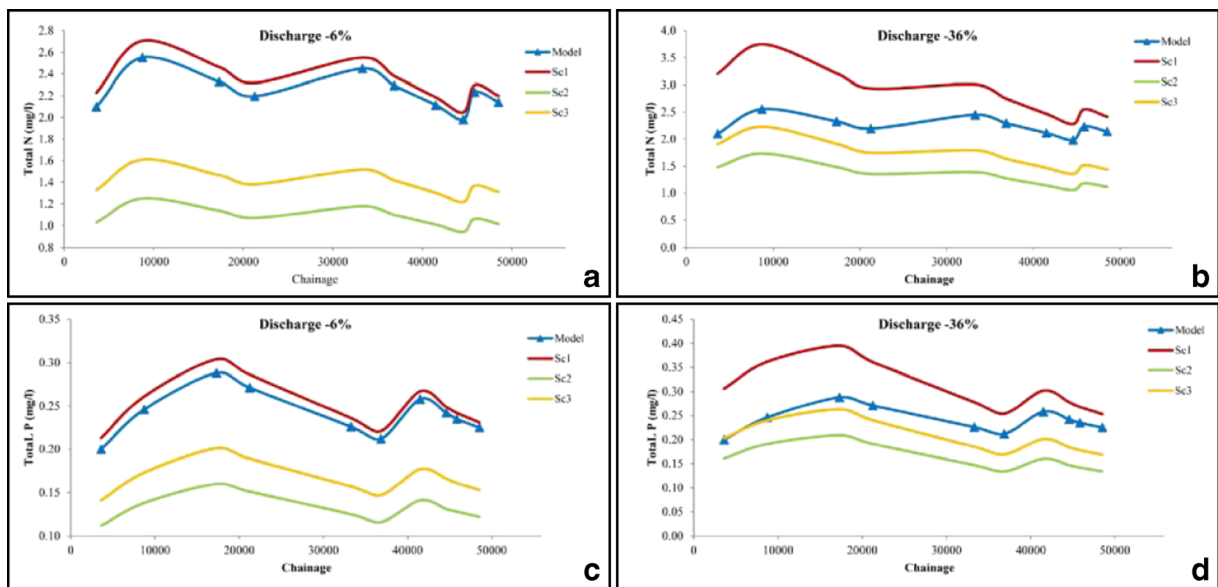 Discharge -6%
Total N (mg/l)
2.8
2.6
2.4
2.2
2.0
1.8
1.6
1.4
1.2
1.0
0.8
0 10000 20000 30000 40000 50000
Chainage
Model
Sc1
Sc2
Sc3
a
Discharge -36%
Total N (mg/l)
4.0
3.5
3.0
2.5
2.0
1.5
1.0
0.5
0.0
0 10000 20000 30000 40000 50000
Chainage
Model
Sc1
Sc2
Sc3
b
Discharge -6%
TotaL P (mg/l)
0.35
0.30
0.25
0.20
0.15
0.10
0 10000 20000 30000 40000 50000
Chainage
Model
Sc1
Sc2
Sc3
c
Discharge -36%
TotaL P (mg/l)
0.45
0.40
0.35
0.30
0.25
0.20
0.15
0.10
0.05
0.00
0 10000 20000 30000 40000 50000
Chainage
Model
Sc1
Sc2
Sc3
d